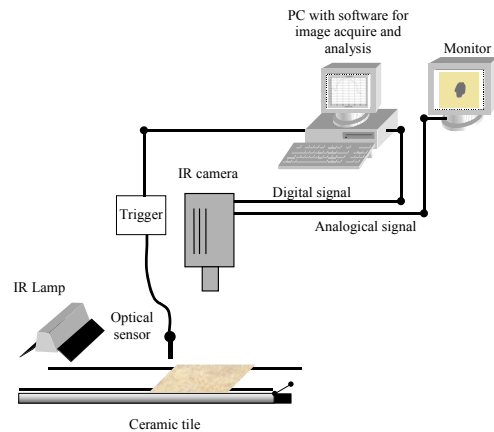 PC with software for
image acquire and
analysis
Monitor
IR camera
Digital signal
Trigger
Analogical signal
IR Lamp
Optical
sensor
Ceramic tile